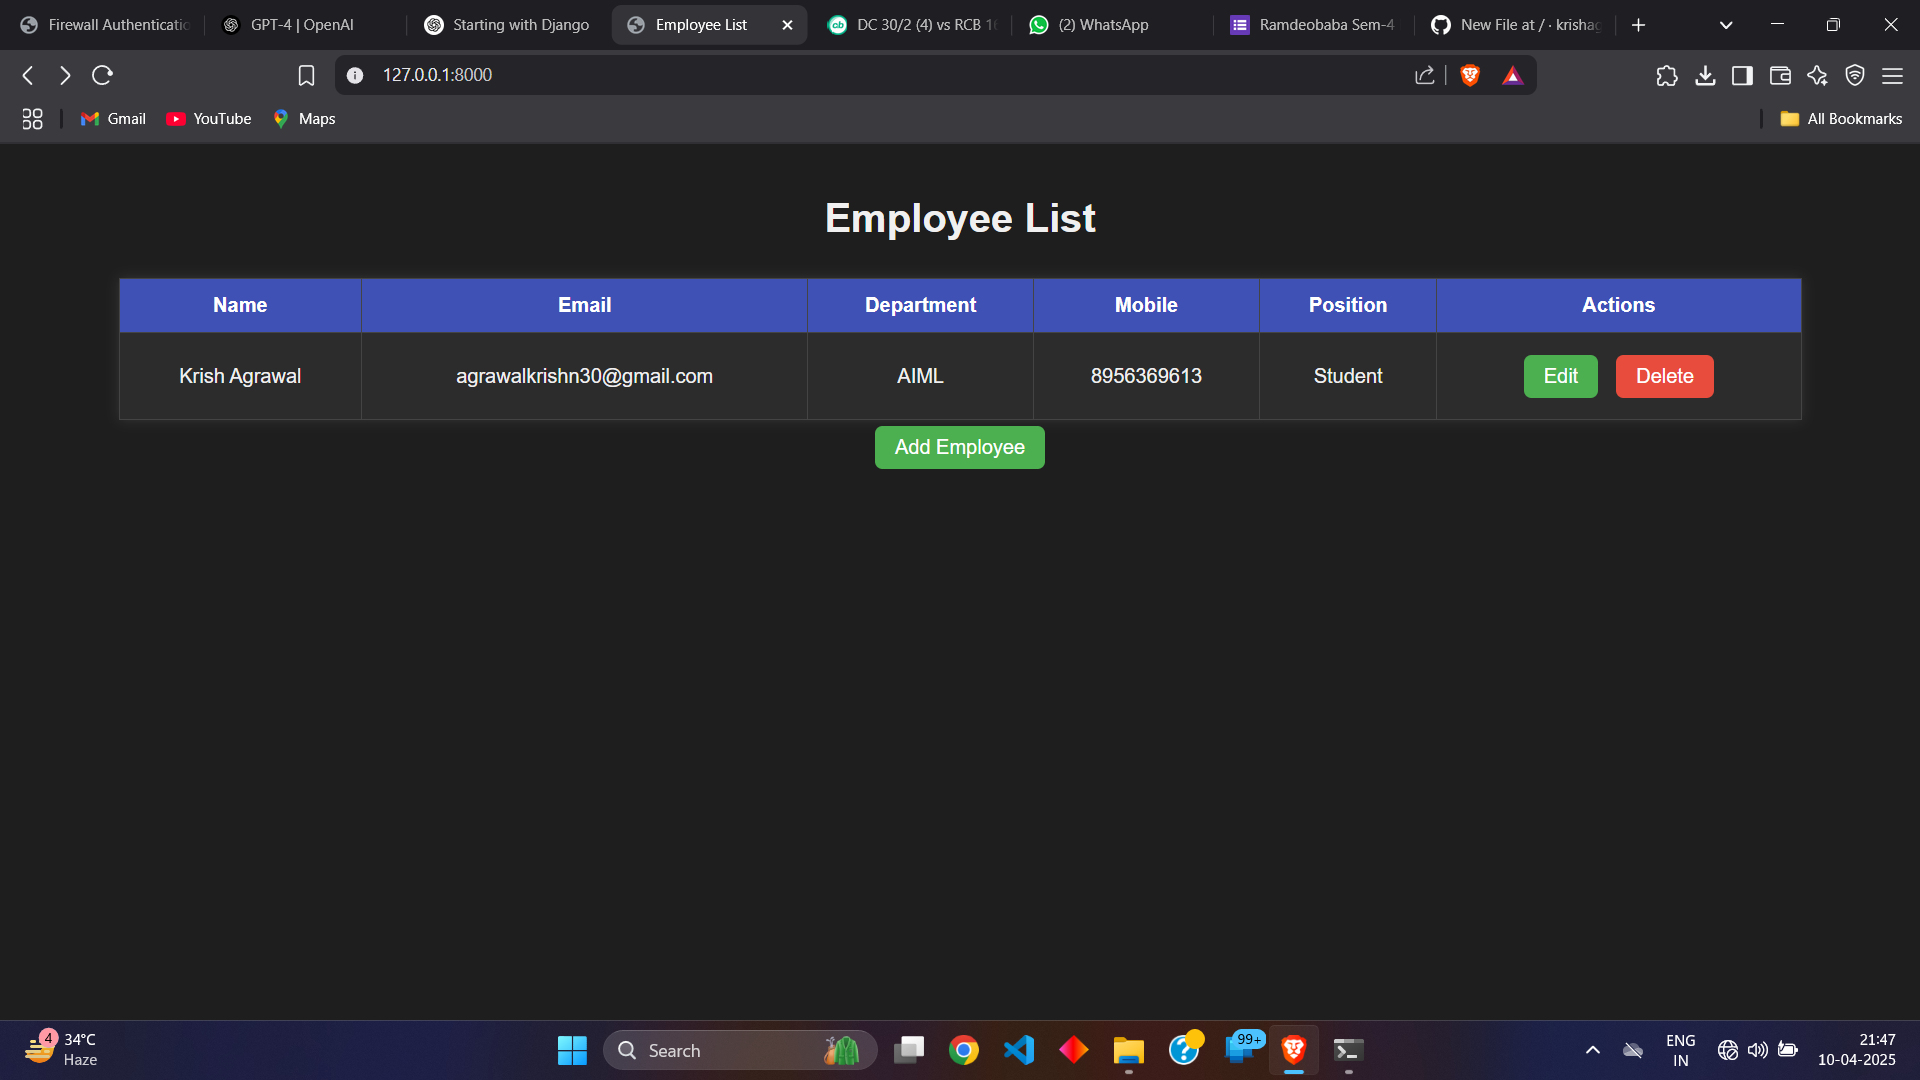 Firewall Authenticatio
GPT-4 | OpenAI
Starting with Django
Employee List
DC 30/2 (4) vs RCB 16
(2) WhatsApp
Ramdeobaba Sem-4
New File at / · krishag
127.0.0.1:8000
Gmail
YouTube
Maps
All Bookmarks
Employee List
Name Email Department Mobile Position Actions
Krish Agrawal agrawalkrishn30@gmail.com AIML 8956369613 Student Edit Delete
Add Employee
4
34°C
Haze
Search
99+
ENG
IN
21:47
10-04-2025